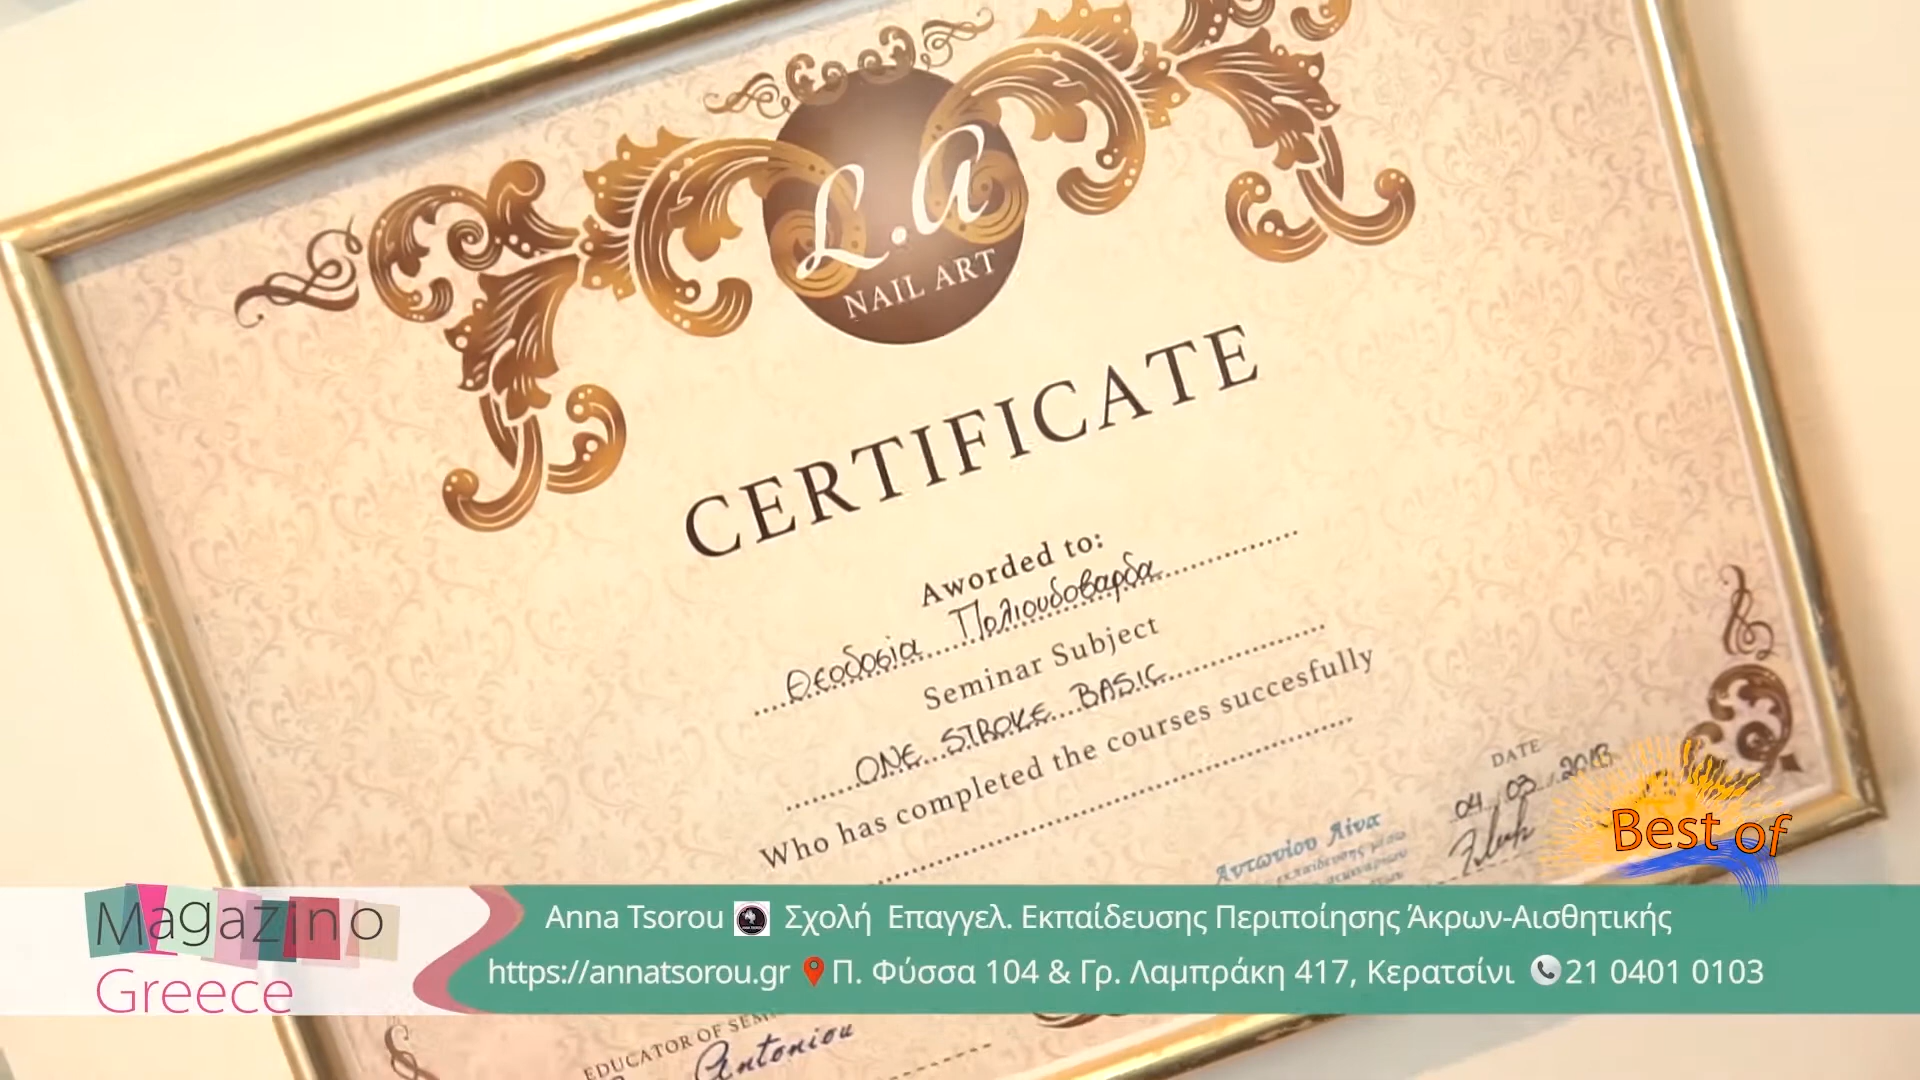 L.A
NAIL ART
CERTIFICATE
Aworded to:
Θεοδοσία Πολιουδοβαρδα
Seminar Subject
ONE STROKE BASIC
Who has completed the courses succesfully
DATE
04 03 2013
Αντωνίου Λίνα
Best of
Magazino
Greece
Anna Tsorou Σχολή Επαγγελ. Εκπαίδευσης Περιποίησης Άκρων-Αισθητικής
https://annatsorou.gr Π. Φύσσα 104 & Γρ. Λαμπράκη 417, Κερατσίνι 21 0401 0103
EDUCATOR OF
Antoniou